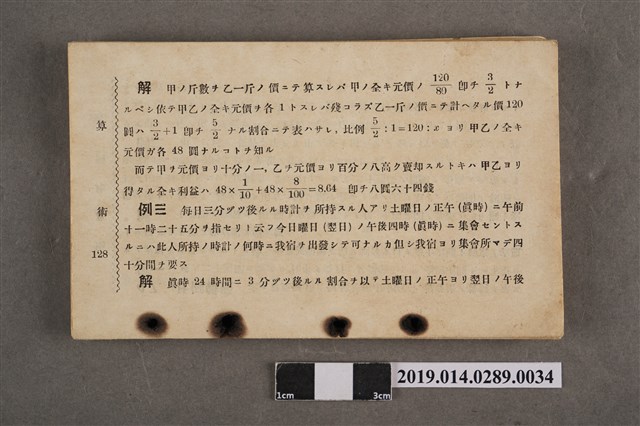 解 甲ノ斤數ヲ乙一斤ノ價ニテ算スレバ甲ノ全キ元價ノ 120/80 卽チ 3/2 トナ
ルベシ依テ甲乙ノ全キ元價ヲ各1トスレバ殘コラズ乙一斤ノ價ニテ計ヘタル價120
圓ハ 3/2+1 卽チ 5/2 ナル割合ニテ表ハサレ,比例 5/2:1=120:x ヨリ甲乙ノ全キ
元價ガ各48圓ナルコトヲ知ル
而テ甲ヲ元價ヨリ十分ノ一,乙ヲ元價ヨリ百分ノ八高ク賣却スルトキハ甲乙ヨリ
得タル全キ利益ハ 48×1/10+48×8/100=8,64 卽チ八圓六十四錢
例三 每日三分ヅツ後ルル時計ヲ所持スル人アリ土曜日ノ正午(眞時)ニ午前
十一時二十五分ヲ指セリト云フ今日曜日(翌日)ノ午後四時(眞時)ニ集會セントス
ルニハ此人所持ノ時計ノ何時ニ我宿ヲ出發シテ可ナルカ但シ我宿ヨリ集會所マデ四
十分間ヲ要ス
解 眞時24時間ニ3分ヅツ後ルル割合ヲ以テ土曜日ノ正午ヨリ翌日ノ午後
算術
128
1cm 3cm
2019.014.0289.0034